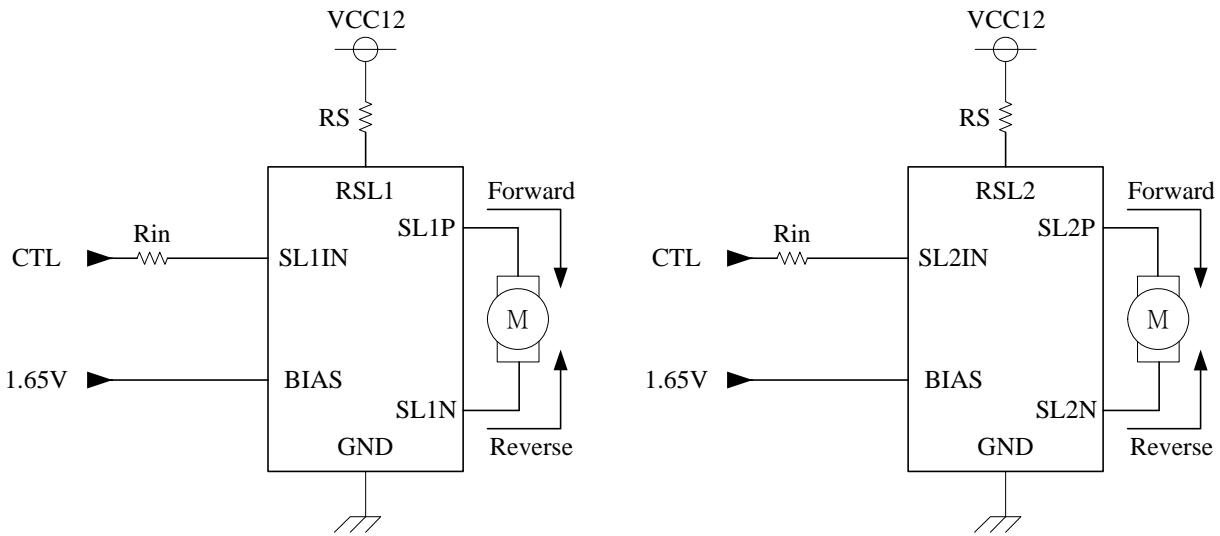 VCC12
RS
RSL1
Forward
SL1P
CTL
Rin
SL1IN
M
1.65V
BIAS
SL1N
GND
Reverse
VCC12
RS
RSL2
Forward
SL2P
CTL
Rin
SL2IN
M
1.65V
BIAS
SL2N
GND
Reverse